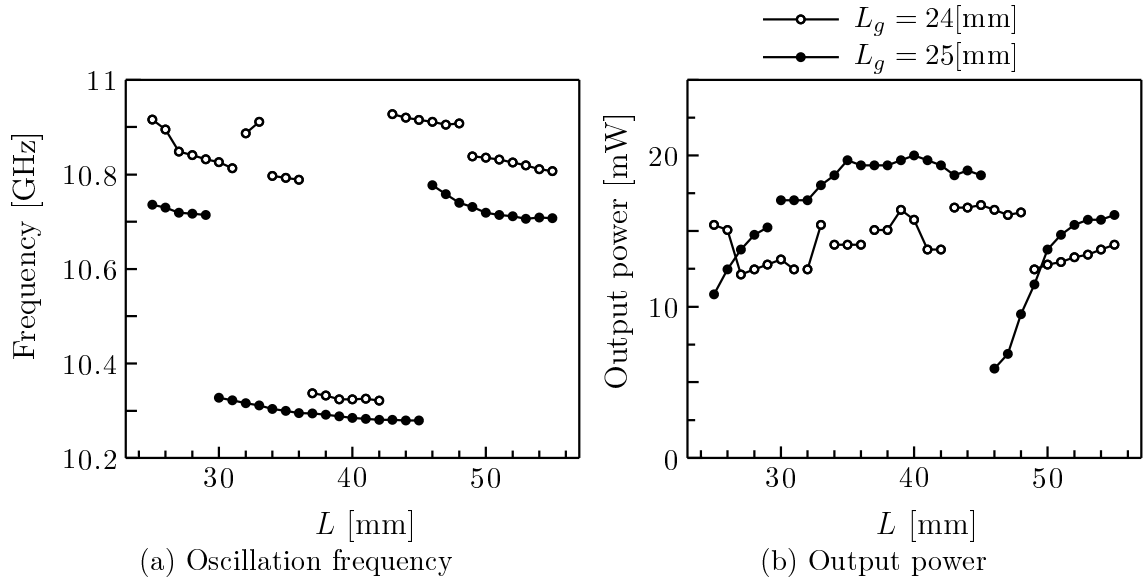 L_g = 24[mm]
L_g = 25[mm]
Frequency [GHz]
11
10.8
10.6
10.4
10.2
30 40 50
L [mm]
(a) Oscillation frequency
Output power [mW]
20
10
0
30 40 50
L [mm]
(b) Output power